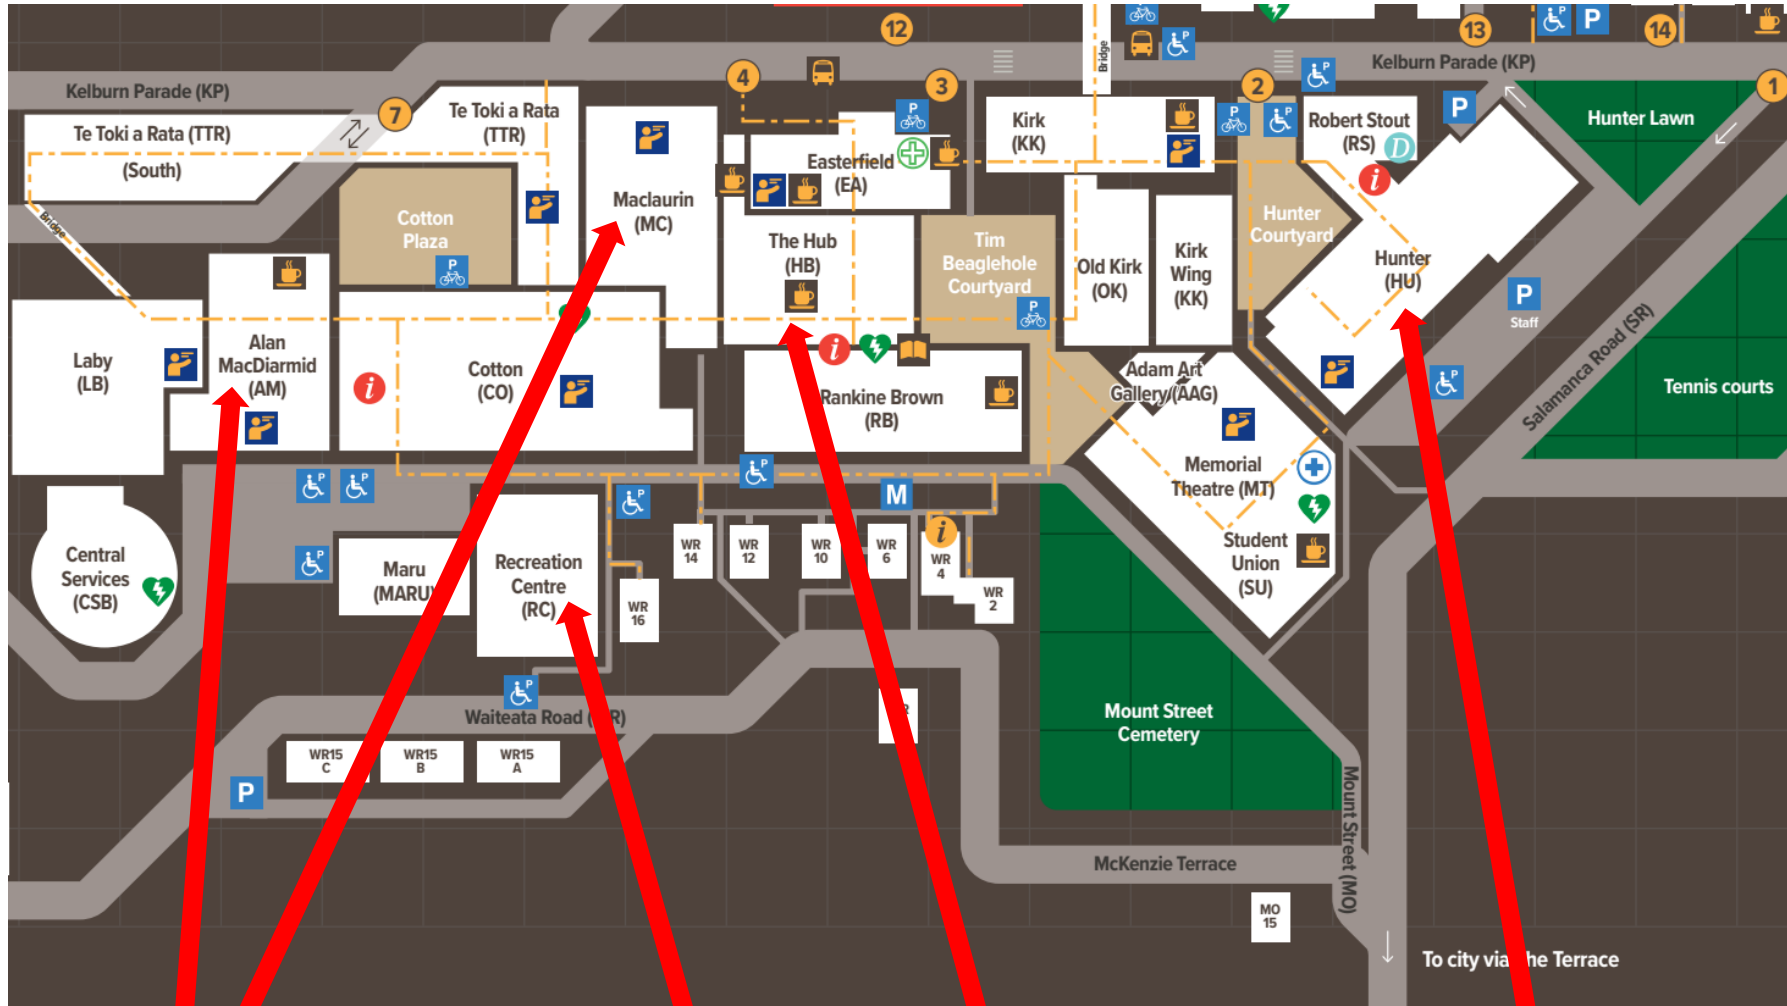 12
13
14
Bridge
Kelburn Parade (KP)
4
3
2
1
Kelburn Parade (KP)
7
Te Toki a Rata (TTR)
(South)
Te Toki a Rata
(TTR)
Kirk
(KK)
Robert Stout
(RS)
D
Hunter Lawn
P
Easterfield
(EA)
Maclaurin
(MC)
Cotton
Plaza
The Hub
(HB)
Tim
Beaglehole
Courtyard
Old Kirk
(OK)
Kirk
Wing
(KK)
Hunter
Courtyard
Hunter
(HU)
P
Staff
Bridge
Laby
(LB)
Alan
MacDiarmid
(AM)
i
Cotton
(CO)
i
Rankine Brown
(RB)
Adam Art
Gallery (AAG)
Salamanca Road (SR)
Tennis courts
Memorial
Theatre (MT)
Student
Union
(SU)
M
Central
Services
(CSB)
Maru
(MARU)
Recreation
Centre
(RC)
WR
16
WR
14
WR
12
WR
10
WR
6
i
WR
4
WR
2
Waiteata Road
WR15
C
WR15
B
WR15
A
P
Mount Street
Cemetery
Mount Street (MO)
McKenzie Terrace
MO
15
To city via the Terrace